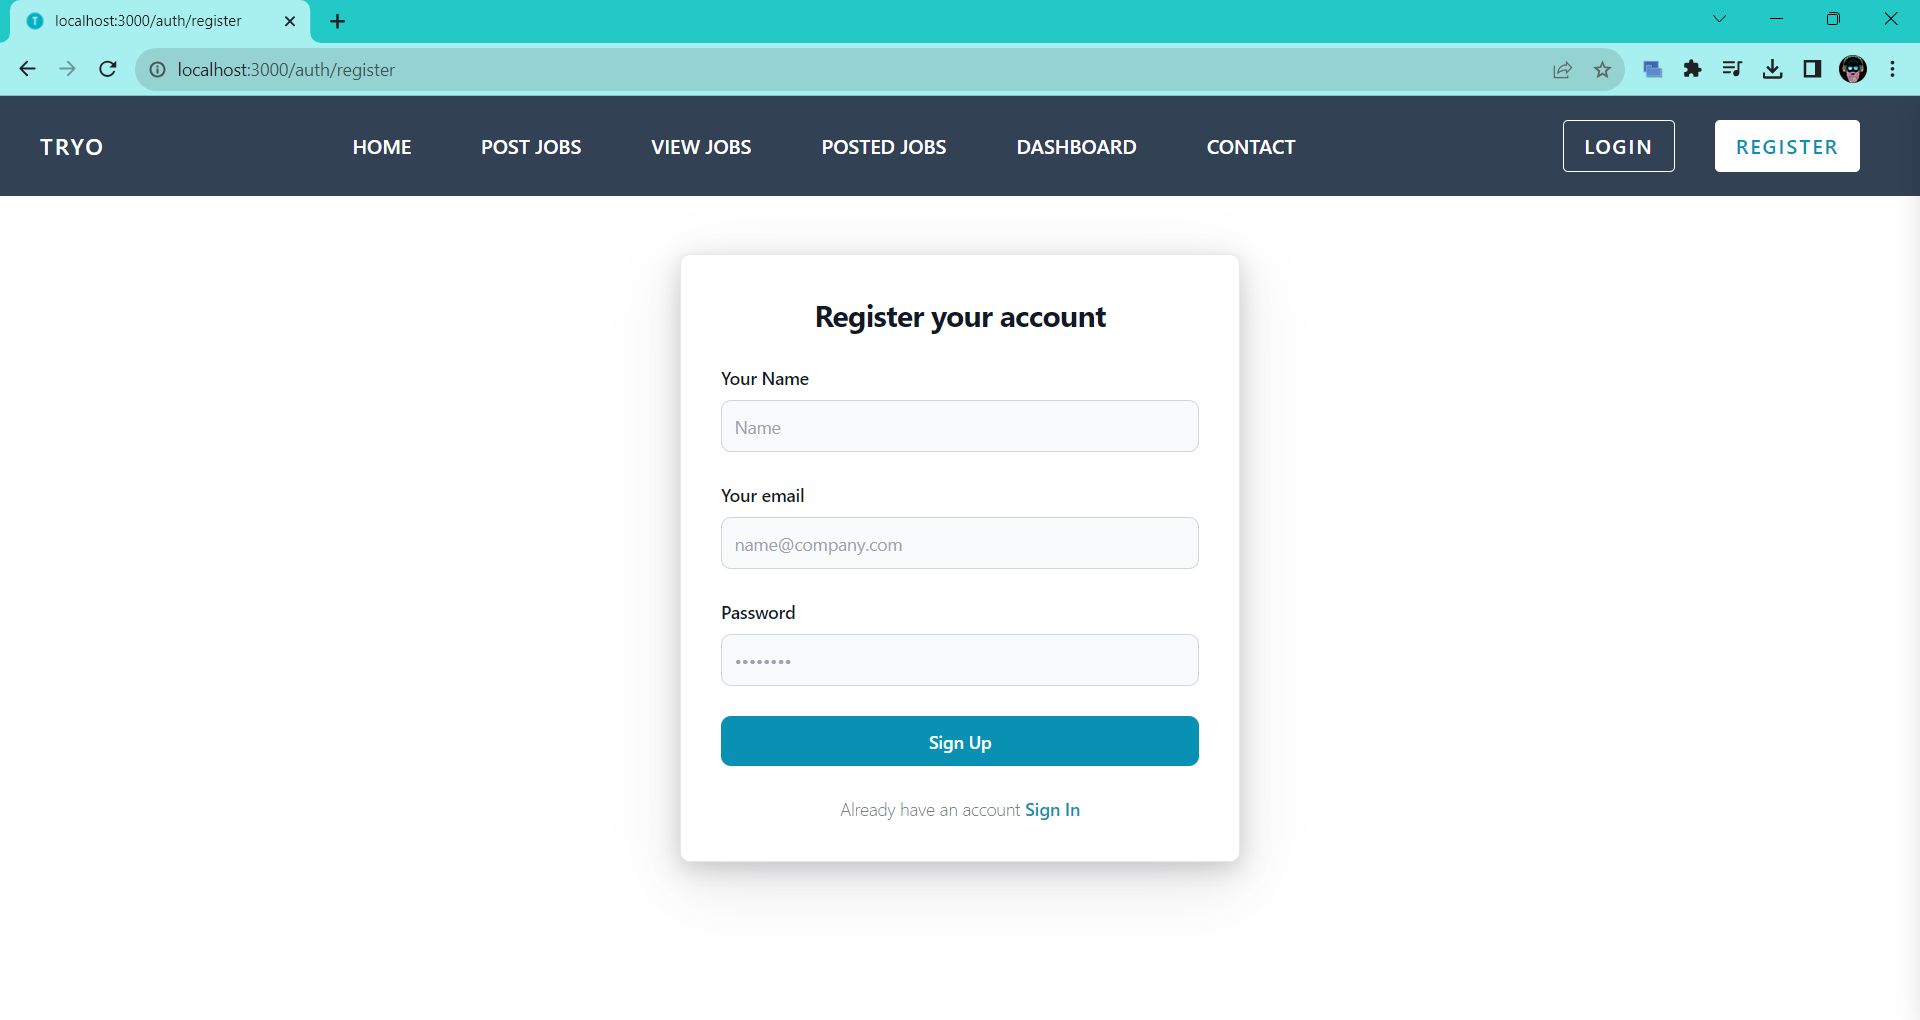 localhost:3000/auth/register
localhost:3000/auth/register
TRYO HOME POST JOBS VIEW JOBS POSTED JOBS DASHBOARD CONTACT LOGIN REGISTER
Register your account
Your Name
Name
Your email
name@company.com
Password
••••••••
Sign Up
Already have an account Sign In